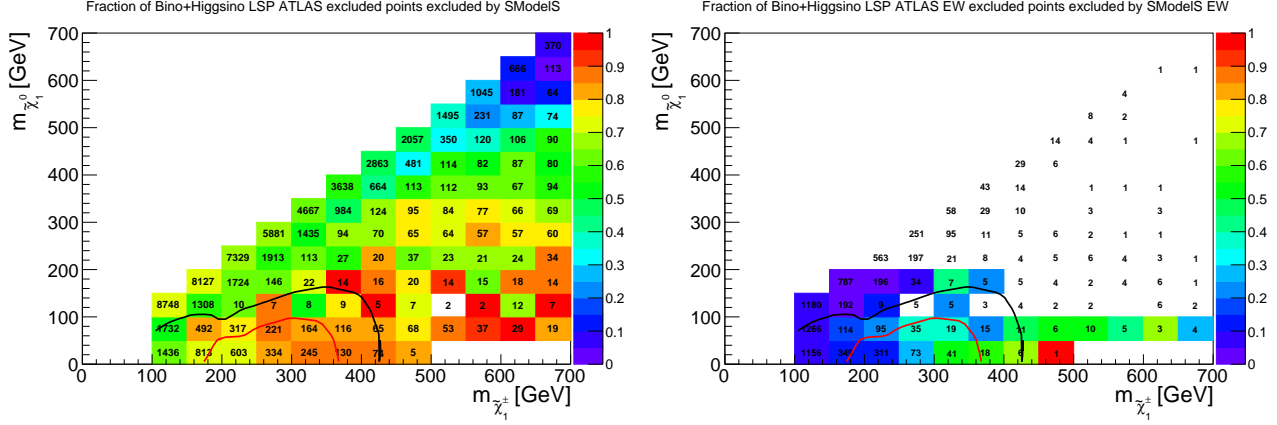 Fraction of Bino+Higgsino LSP ATLAS excluded points excluded by SModelS
m_χ̃₁⁰ [GeV]
700
600
500
400
300
200
100
0
370
666 113
1045 181 64
1495 231 87 74
2057 350 120 106 90
2863 481 114 82 87 80
3638 664 113 112 93 67 94
4667 984 124 95 84 77 66 69
5881 1435 94 70 65 64 57 57 60
7329 1913 113 27 20 37 23 21 24 34
8127 1724 146 22 14 16 20 14 15 18 14
8748 1308 10 7 8 9 5 7 2 2 12 7
1732 492 317 221 164 116 65 68 53 37 29 19
1436 813 603 334 245 130 74 5
0 100 200 300 400 500 600 700
m_χ̃₁± [GeV]
1
0.9
0.8
0.7
0.6
0.5
0.4
0.3
0.2
0.1
0
Fraction of Bino+Higgsino LSP ATLAS EW excluded points excluded by SModelS EW
m_χ̃₁⁰ [GeV]
700
600
500
400
300
200
100
0
1 1
4
8 2
14 4 1 1
29 6
43 14 1 1 1
58 29 10 3 3
251 95 11 5 6 2 1 1
563 197 21 8 4 5 6 4 3 1
787 196 34 7 5 5 4 2 4 6 1
1180 192 9 5 5 3 4 2 2 2 6 2
1266 114 95 35 19 15 11 6 10 5 3 4
1156 311 73 41 18 6 1
0 100 200 300 400 500 600 700
m_χ̃₁± [GeV]
1
0.9
0.8
0.7
0.6
0.5
0.4
0.3
0.2
0.1
0